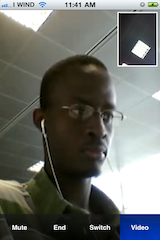 I WIND 11:41 AM
Mute End Switch Video